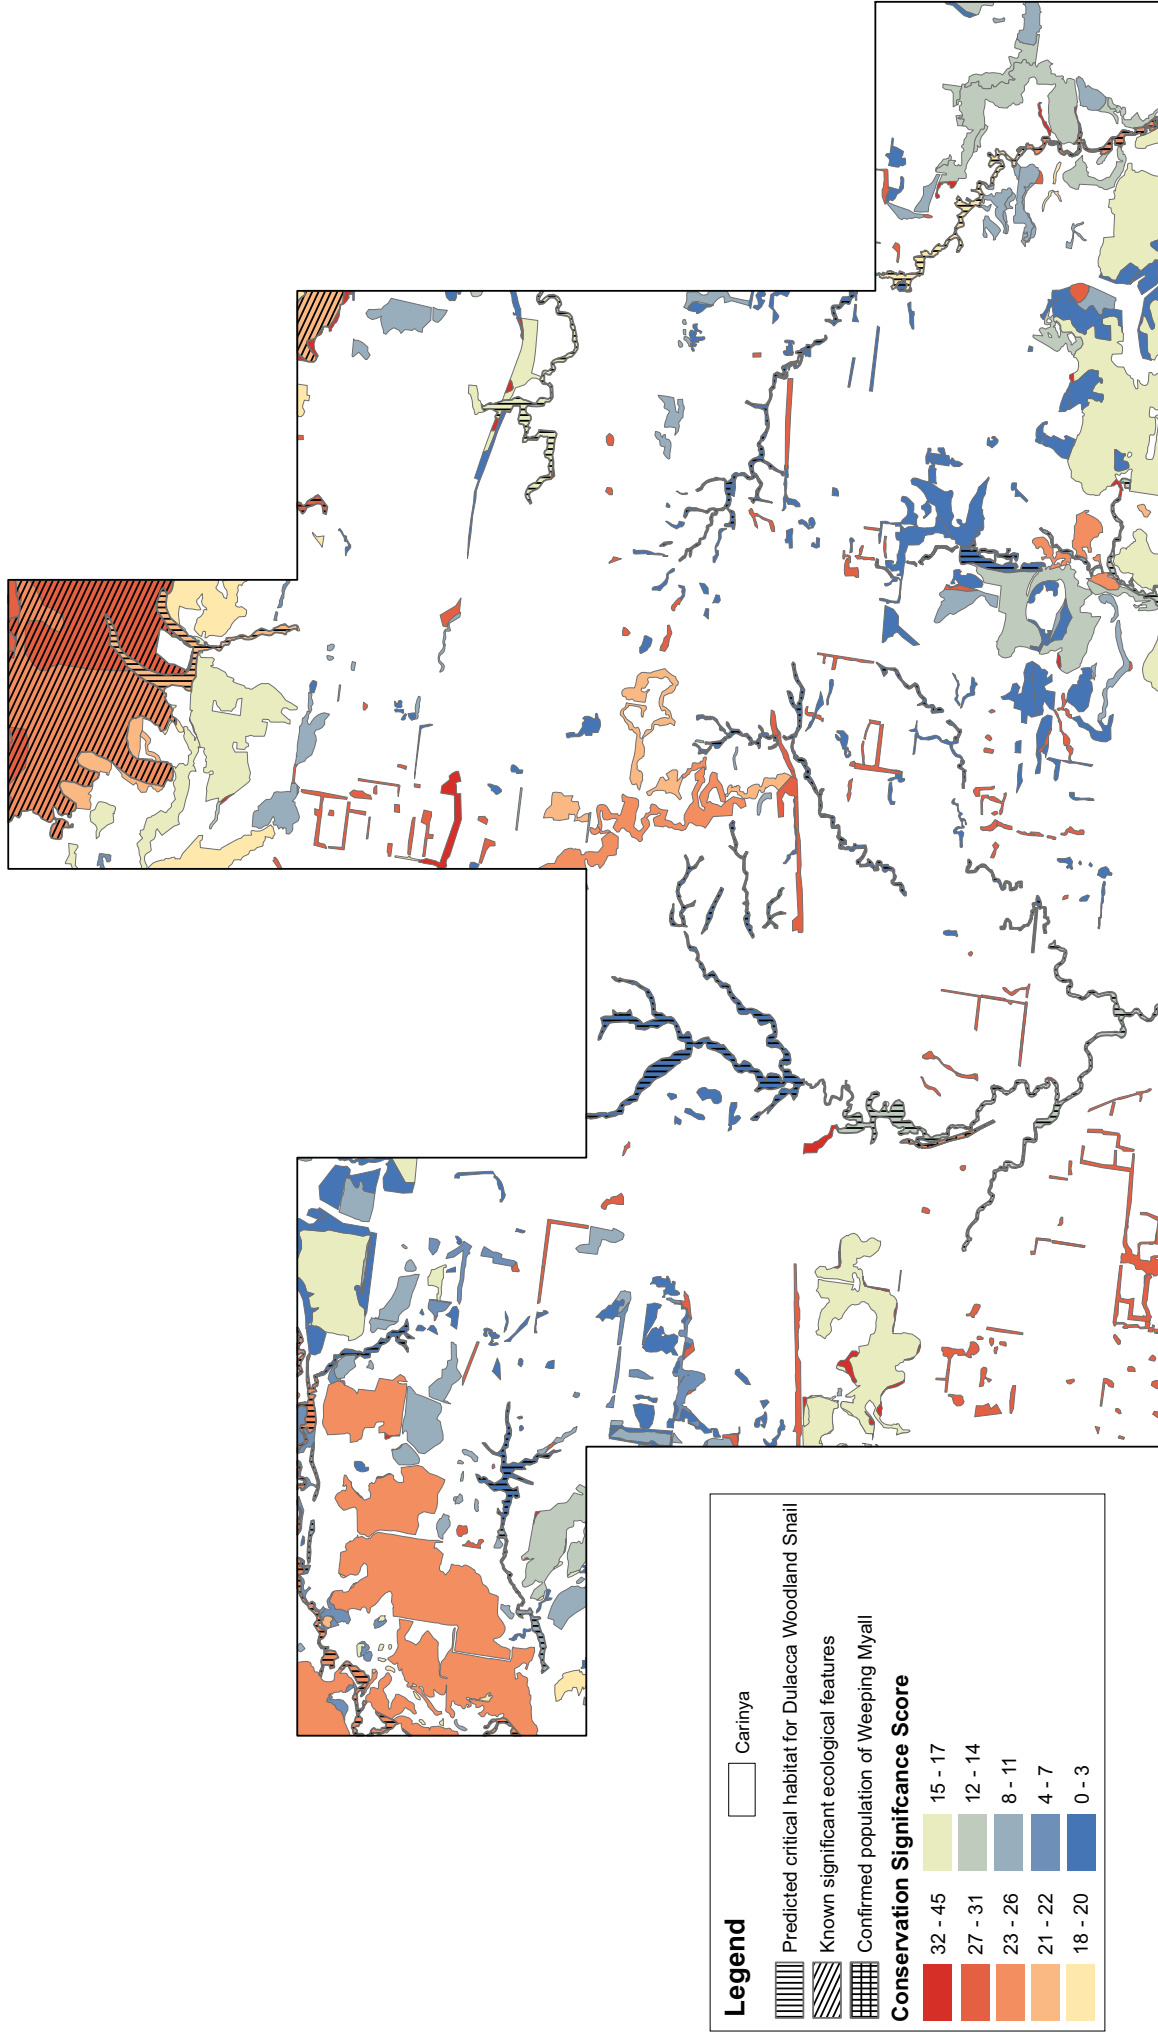 Legend
Carinya
Predicted critical habitat for Dulacca Woodland Snail
Known significant ecological features
Confirmed population of Weeping Myall
Conservation Signifcance Score
32 - 45
27 - 31
23 - 26
21 - 22
18 - 20
15 - 17
12 - 14
8 - 11
4 - 7
0 - 3